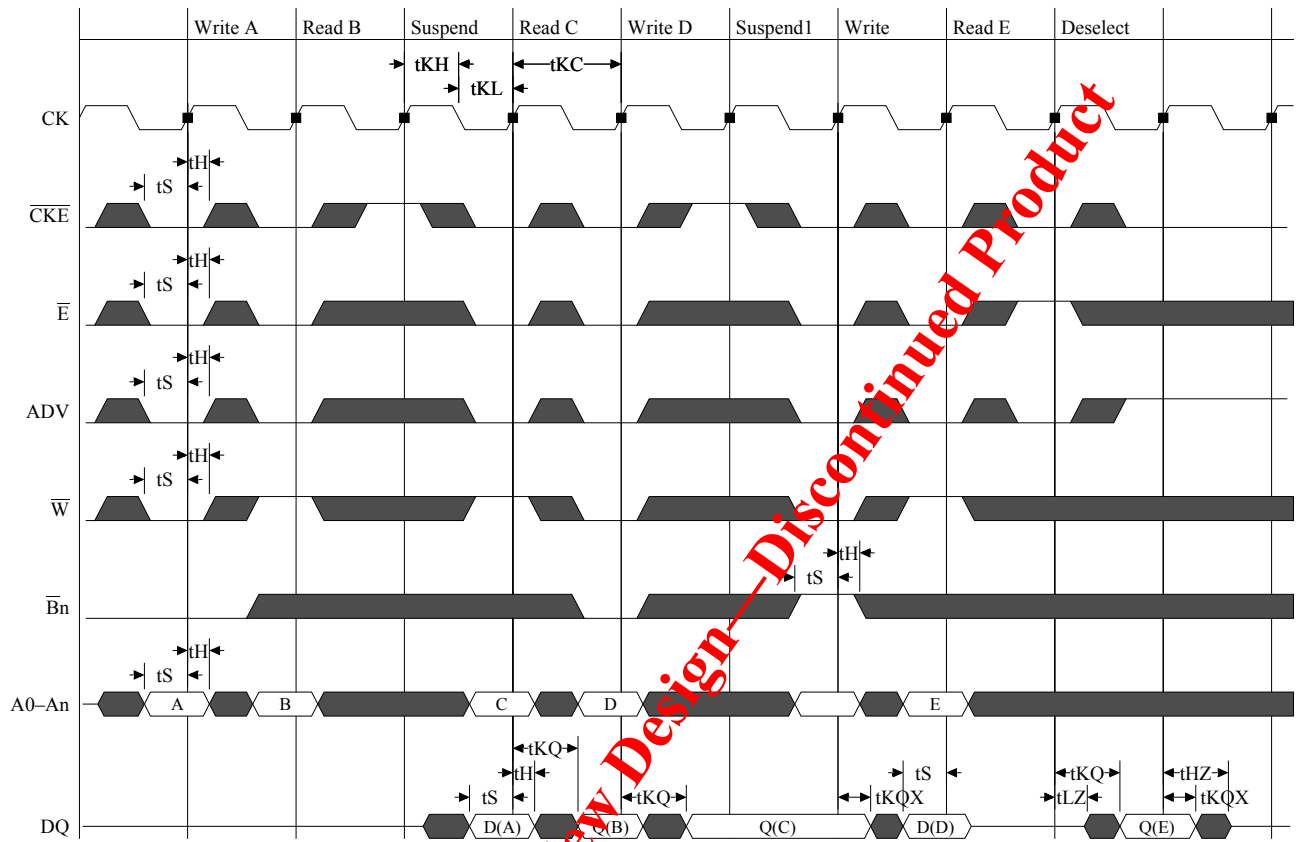 Write A Read B Suspend Read C Write D Suspend1 Write Read E Deselect
tKH tKC
tKL
CK
tH
tS
CKE
tH
tS
E
tH
tS
ADV
tH
tS
W
tH
tS
Bn
tH
tS
A0–An A B C D E
tKQ
tH tS tKQ tHZ
tS tKQ tKQX tLZ tKQX
DQ D(A) Q(B) Q(C) D(D) Q(E)
ew Design—Discontinued Product